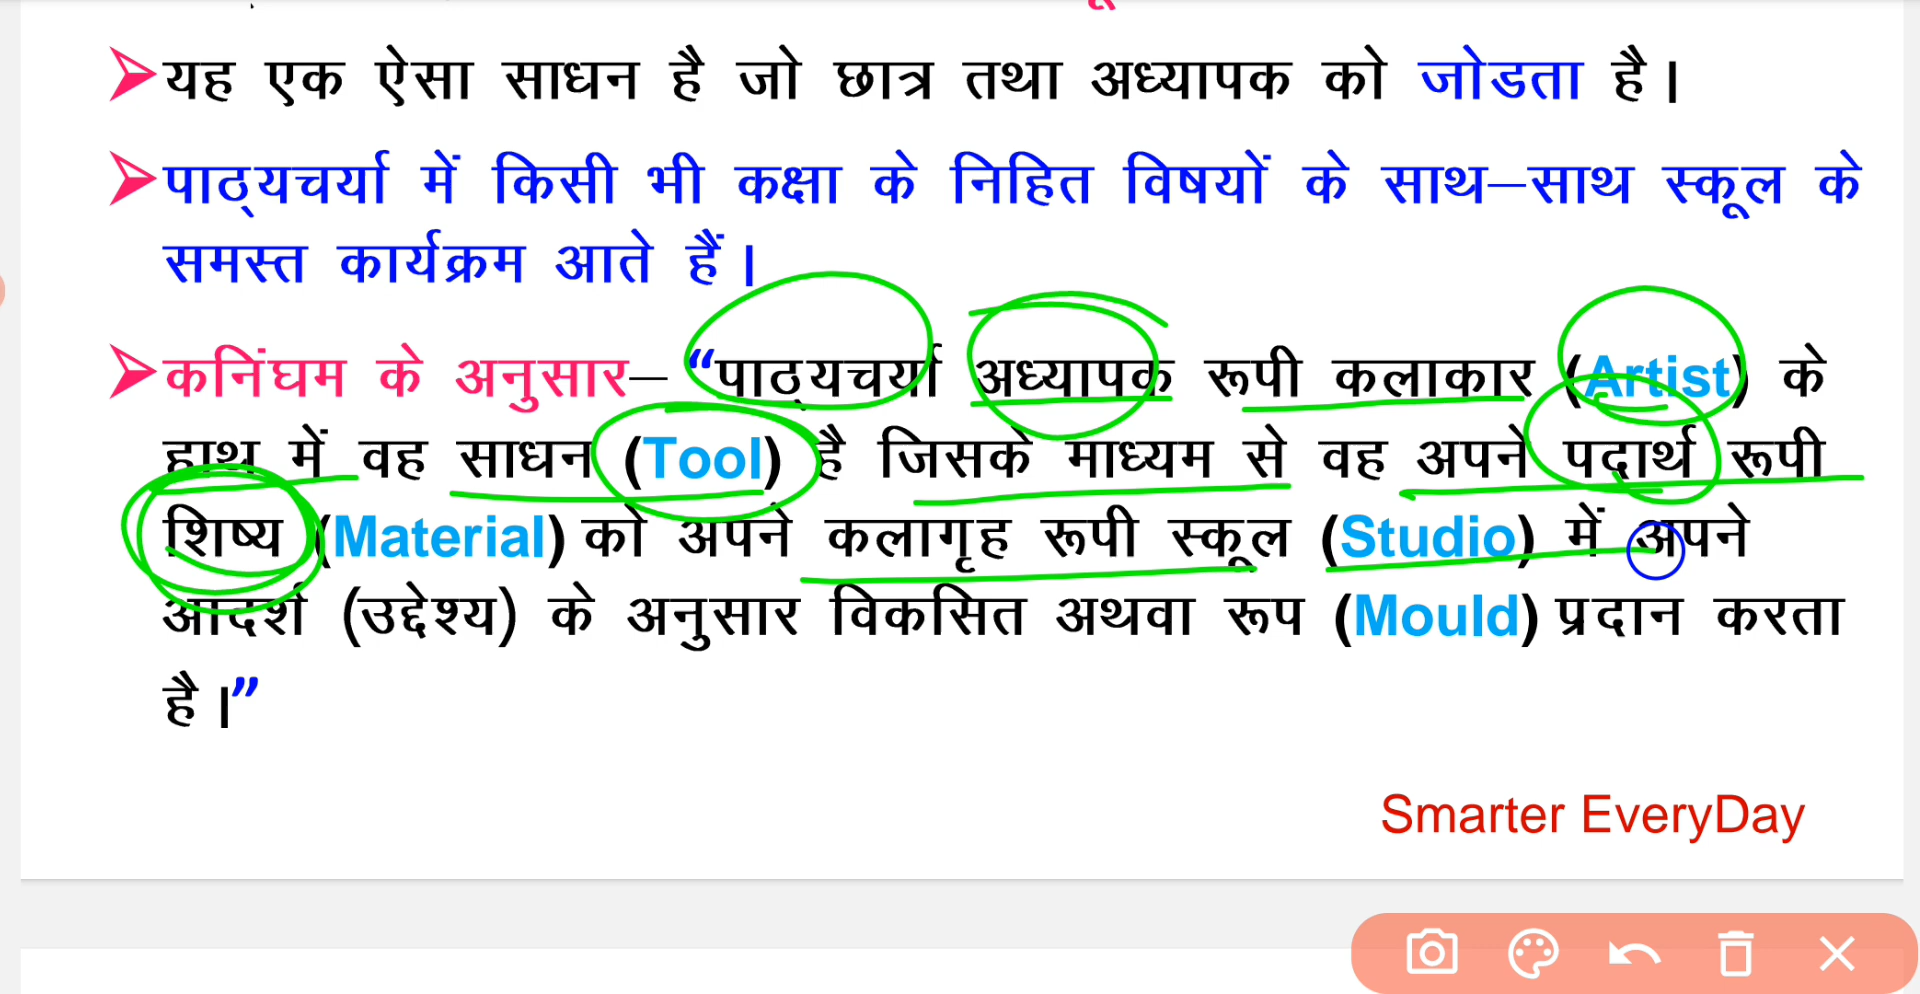 यह एक ऐसा साधन है जो छात्र तथा अध्यापक को जोडता है।
पाठ्यचर्या में किसी भी कक्षा के निहित विषयों के साथ–साथ स्कूल के
समस्त कार्यक्रम आते हैं।
कनिंघम के अनुसार– “पाठ्यचर्या अध्यापक रूपी कलाकार (Artist) के
हाथ में वह साधन (Tool) है जिसके माध्यम से वह अपने पदार्थ रूपी
शिष्य (Material) को अपने कलागृह रूपी स्कूल (Studio) में अपने
आदर्श (उद्देश्य) के अनुसार विकसित अथवा रूप (Mould) प्रदान करता
है।”
Smarter EveryDay